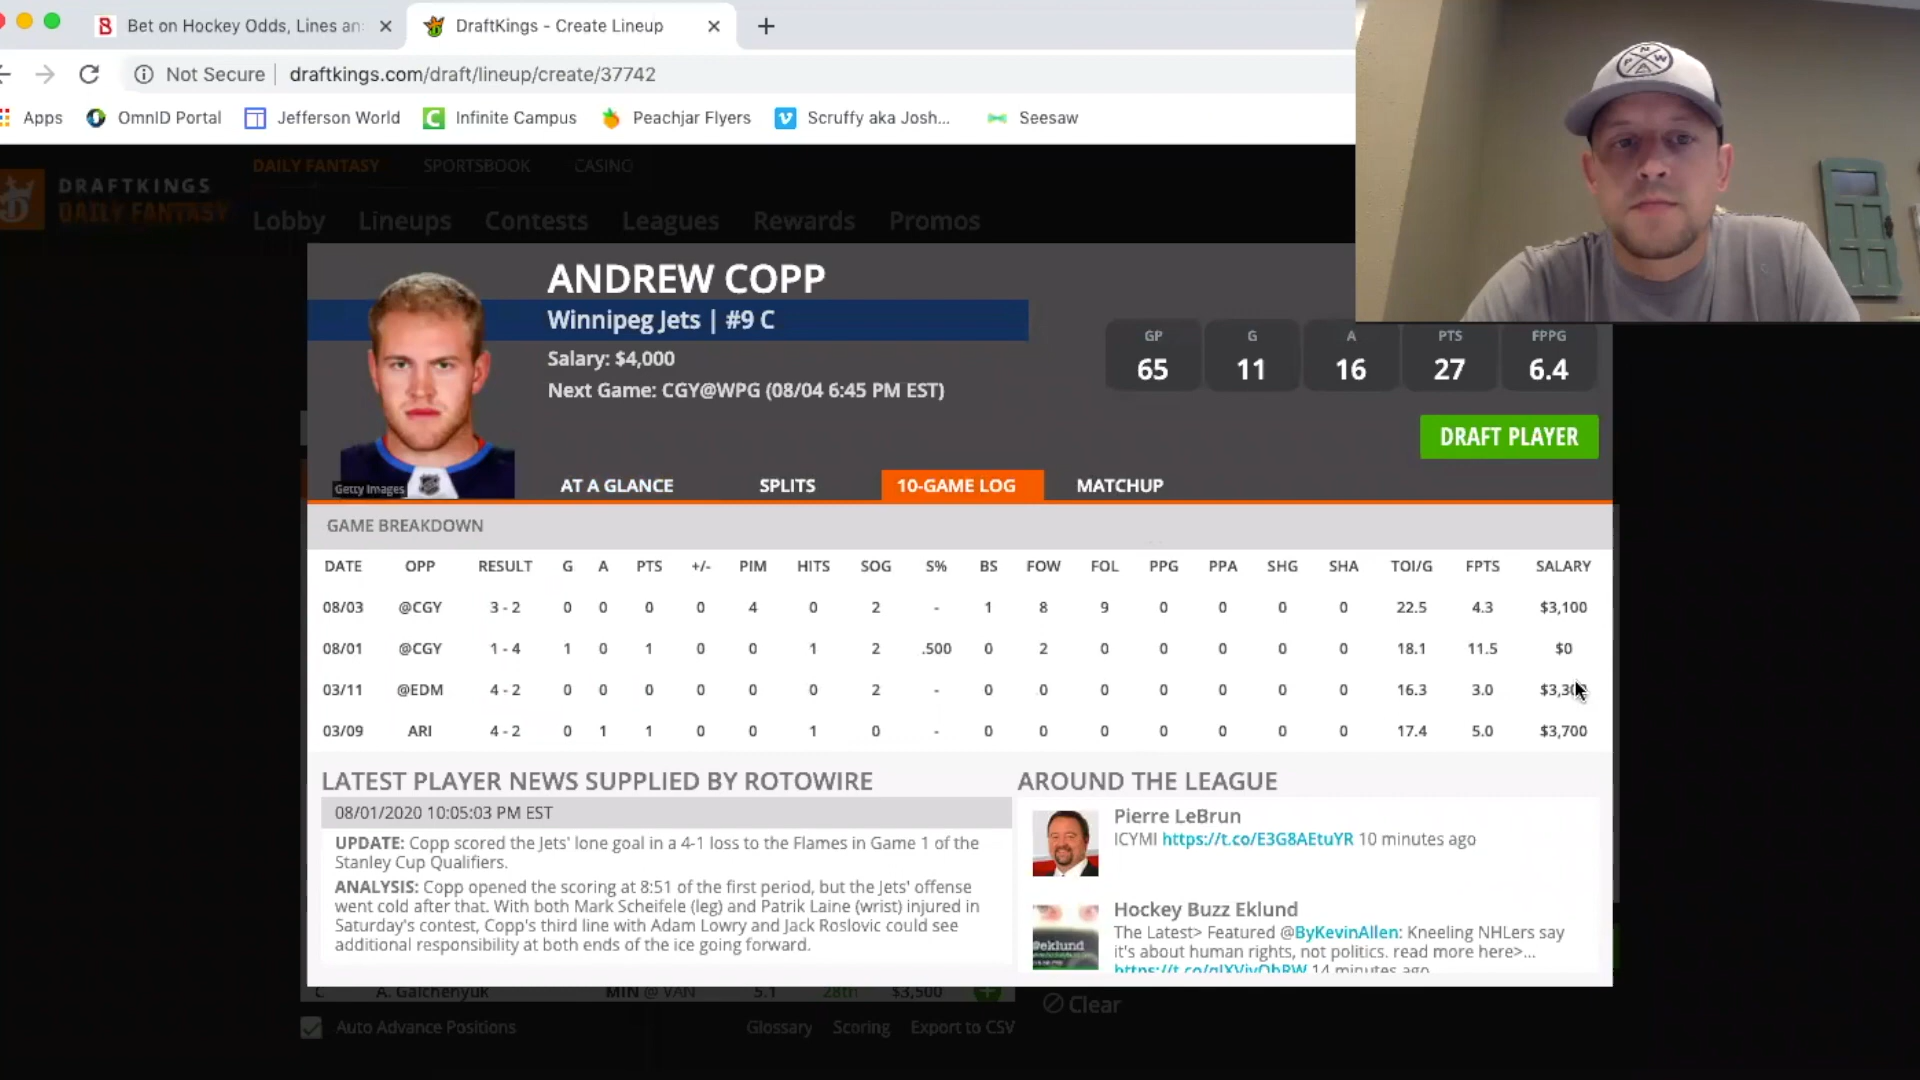 Bet on Hockey Odds, Lines an
DraftKings - Create Lineup
Not Secure
draftkings.com/draft/lineup/create/37742
Apps
OmnID Portal
Jefferson World
Infinite Campus
Peachjar Flyers
Scruffy aka Josh...
Seesaw
DAILY FANTASY SPORTSBOOK CASINO
DRAFTKINGS
DAILY FANTASY
Lobby Lineups Contests Leagues Rewards Promos
ANDREW COPP
Winnipeg Jets | #9 C
Salary: $4,000
Next Game: CGY@WPG (08/04 6:45 PM EST)
GP G A PTS FPPG
65 11 16 27 6.4
DRAFT PLAYER
Getty Images
AT A GLANCE SPLITS 10-GAME LOG MATCHUP
GAME BREAKDOWN
DATE OPP RESULT G A PTS +/- PIM HITS SOG S% BS FOW FOL PPG PPA SHG SHA TOI/G FPTS SALARY
08/03 @CGY 3 - 2 0 0 0 0 4 0 2 - 1 8 9 0 0 0 0 22.5 4.3 $3,100
08/01 @CGY 1 - 4 1 0 1 0 0 1 2 .500 0 2 0 0 0 0 0 18.1 11.5 $0
03/11 @EDM 4 - 2 0 0 0 0 0 0 2 - 0 0 0 0 0 0 0 16.3 3.0
03/09 ARI 4 - 2 0 1 1 0 0 1 0 - 0 0 0 0 0 0 0 17.4 5.0 $3,700
LATEST PLAYER NEWS SUPPLIED BY ROTOWIRE
08/01/2020 10:05:03 PM EST
UPDATE: Copp scored the Jets' lone goal in a 4-1 loss to the Flames in Game 1 of the
Stanley Cup Qualifiers.
ANALYSIS: Copp opened the scoring at 8:51 of the first period, but the Jets' offense
went cold after that. With both Mark Scheifele (leg) and Patrik Laine (wrist) injured in
Saturday's contest, Copp's third line with Adam Lowry and Jack Roslovic could see
additional responsibility at both ends of the ice going forward.
AROUND THE LEAGUE
Pierre LeBrun
ICYMI https://t.co/E3G8AEtuYR 10 minutes ago
Hockey Buzz Eklund
The Latest> Featured @ByKevinAllen: Kneeling NHLers say
it's about human rights, not politics. read more here>...
14 minutes ago
@eklund
C A. Galchenyuk MIN @ VAN 5.1 28th $3,500
Clear
Auto Advance Positions
Glossary Scoring Export to CSV